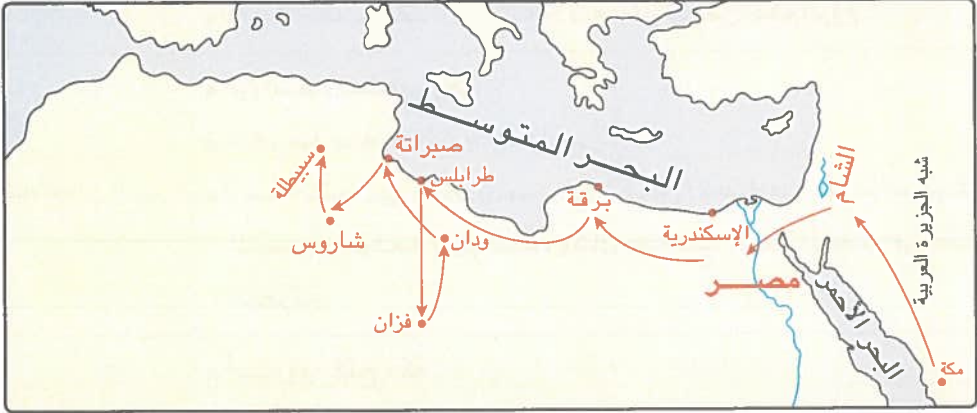 البحر المتوسط
صبراتة
طرابلس
سبيطلة
شاروس
ودان
فزان
برقة
الإسكندرية
مصر
الشام
شبه الجزيرة العربية
البحر الأحمر
مكة